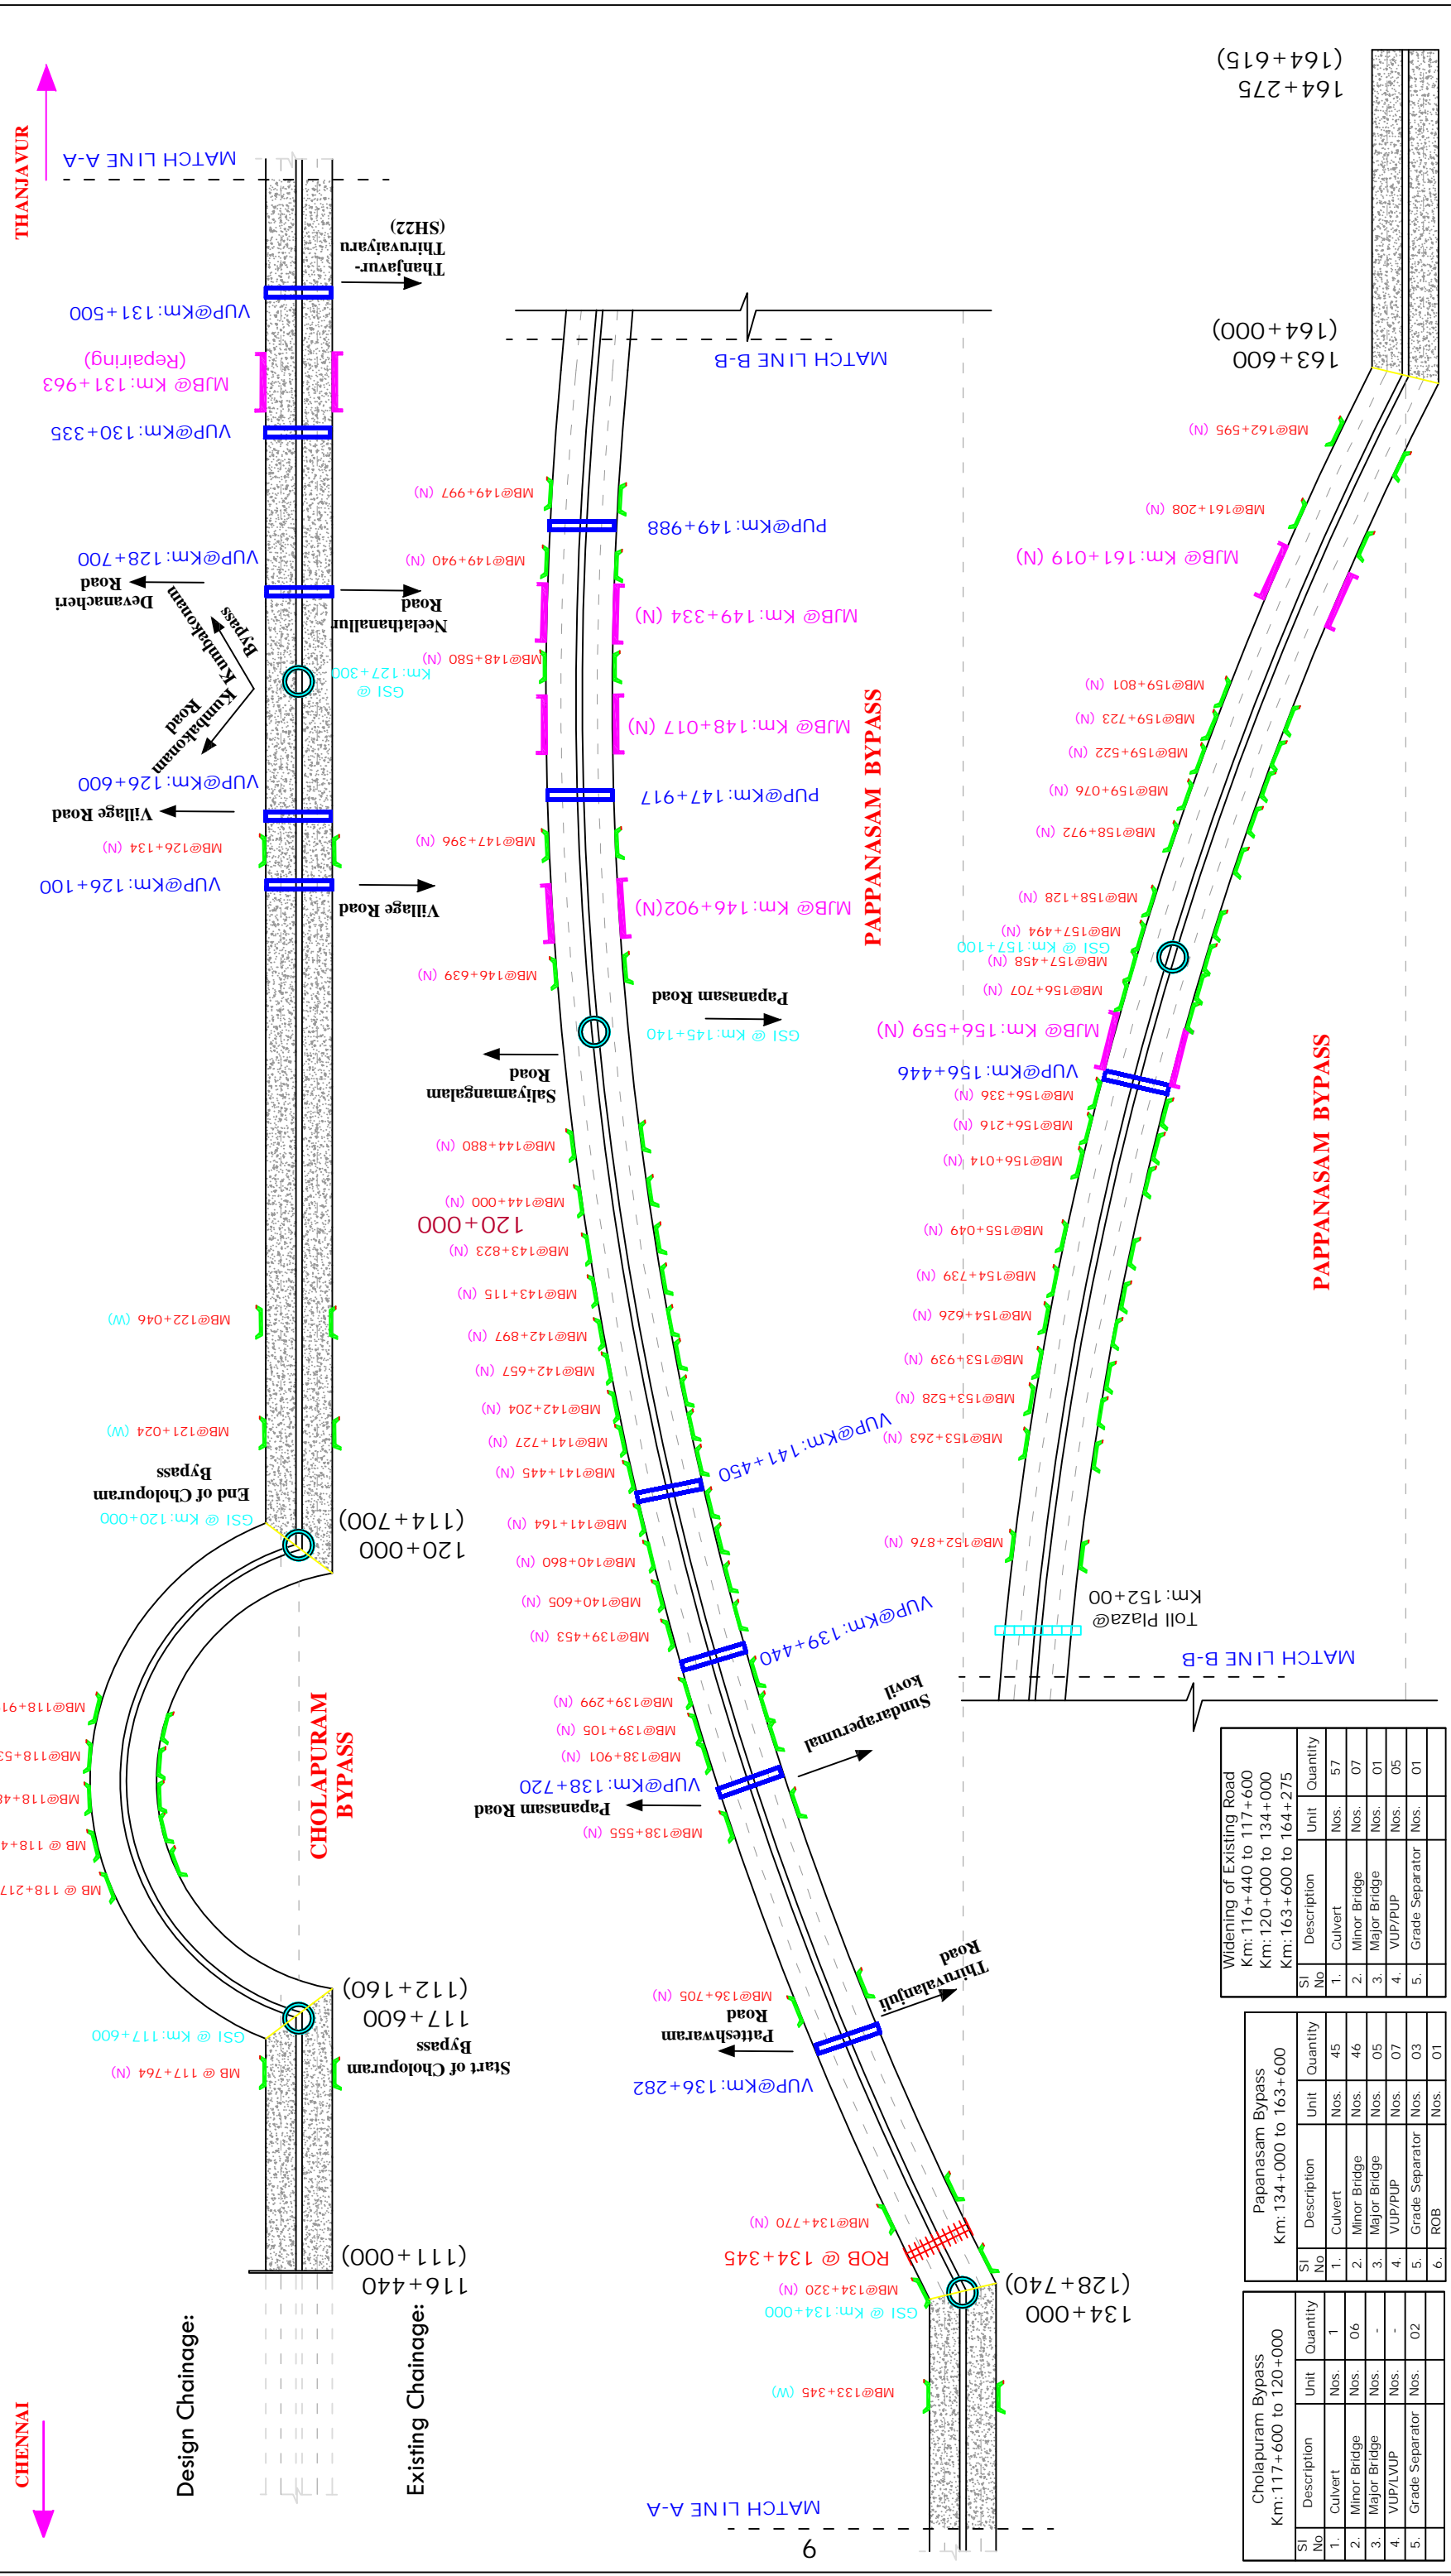 CHENNAI
THANJAVUR
Design Chainage:
Existing Chainage:
116+440
(111+000)
MB @ 117+764 (N)
GSI @ Km:117+600
Start of Cholopuram
Bypass
117+600
(112+160)
MB @ 118+217
MB @ 118+4
MB@118+48
MB@118+53
MB@118+91
CHOLAPURAM
BYPASS
120+000
(114+700)
GSI @ Km:120+000
End of Cholopuram
Bypass
MB@121+024 (W)
MB@122+046 (W)
VUP@Km:126+100
Village Road
MB@126+134 (N)
Village Road
VUP@Km:126+600
Kumbakonam
Road
Kumbakonam
Bypass
GSI @
Km:127+300
Neelathanallur
Road
Devanacheri
Road
VUP@Km:128+700
VUP@Km:130+335
MJB@ Km:131+963
(Repairing)
VUP@Km:131+500
Thanjavur-
Thiruvaiyaru
(SH22)
MATCH LINE A-A
MATCH LINE A-A
MB@133+345 (W)
134+000
(128+740)
GSI @ Km:134+000
MB@134+320 (N)
ROB @ 134+345
MB@134+770 (N)
VUP@Km:136+282
Patteshwaram
Road
Thiruvalanjuli
Road
MB@136+705 (N)
MB@138+555 (N)
Papanasam Road
VUP@Km:138+720
Sundaraperumal
kovil
MB@138+901 (N)
MB@139+105 (N)
MB@139+299 (N)
VUP@Km:139+440
MB@139+453 (N)
MB@140+605 (N)
MB@140+860 (N)
MB@141+164 (N)
VUP@Km:141+450
MB@141+445 (N)
MB@141+727 (N)
MB@142+204 (N)
MB@142+657 (N)
MB@142+897 (N)
MB@143+115 (N)
MB@143+823 (N)
120+000
MB@144+000 (N)
MB@144+880 (N)
Saliyamangalam
Road
GSI @ Km:145+140
Papanasam Road
MB@146+639 (N)
MJB@ Km:146+902(N)
MB@147+396 (N)
PUP@Km:147+917
MJB@ Km:148+017 (N)
MB@148+580 (N)
MJB@ Km:149+334 (N)
MB@149+940 (N)
PUP@Km:149+988
MB@149+997 (N)
PAPPANASAM BYPASS
MATCH LINE B-B
MATCH LINE B-B
Toll Plaza@
Km:152+00
MB@152+876 (N)
MB@153+263 (N)
MB@153+528 (N)
MB@153+939 (N)
MB@154+626 (N)
MB@154+739 (N)
MB@155+049 (N)
MB@156+014 (N)
MB@156+216 (N)
MB@156+336 (N)
VUP@Km:156+446
MJB@ Km:156+559 (N)
MB@156+707 (N)
MB@157+458 (N)
GSI @ Km:157+100
MB@157+494 (N)
MB@158+128 (N)
MB@158+972 (N)
MB@159+076 (N)
MB@159+522 (N)
MB@159+723 (N)
MB@159+801 (N)
MJB@ Km:161+019 (N)
MB@161+208 (N)
MB@162+595 (N)
PAPPANASAM BYPASS
163+600
(164+000)
164+275
(164+615)
Cholapuram Bypass
Km:117+600 to 120+000
SI No Description Unit Quantity
1. Culvert Nos. 1
2. Minor Bridge Nos. 06
3. Major Bridge Nos. -
4. VUP/LVUP Nos. -
5. Grade Separator Nos. 02
Papanasam Bypass
Km:134+000 to 163+600
SI No Description Unit Quantity
1. Culvert Nos. 45
2. Minor Bridge Nos. 46
3. Major Bridge Nos. 05
4. VUP/PUP Nos. 07
5. Grade Separator Nos. 03
6. ROB Nos. 01
Widening of Existing Road
Km:116+440 to 117+600
Km:120+000 to 134+000
Km:163+600 to 164+275
SI No Description Unit Quantity
1. Culvert Nos. 57
2. Minor Bridge Nos. 07
3. Major Bridge Nos. 01
4. VUP/PUP Nos. 05
5. Grade Separator Nos. 01
9